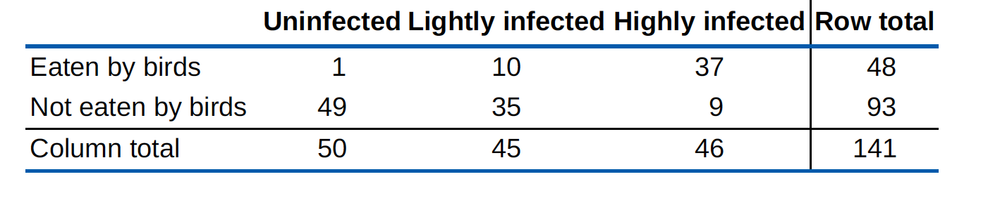 Uninfected Lightly infected Highly infected Row total
Eaten by birds 1 10 37 48
Not eaten by birds 49 35 9 93
Column total 50 45 46 141